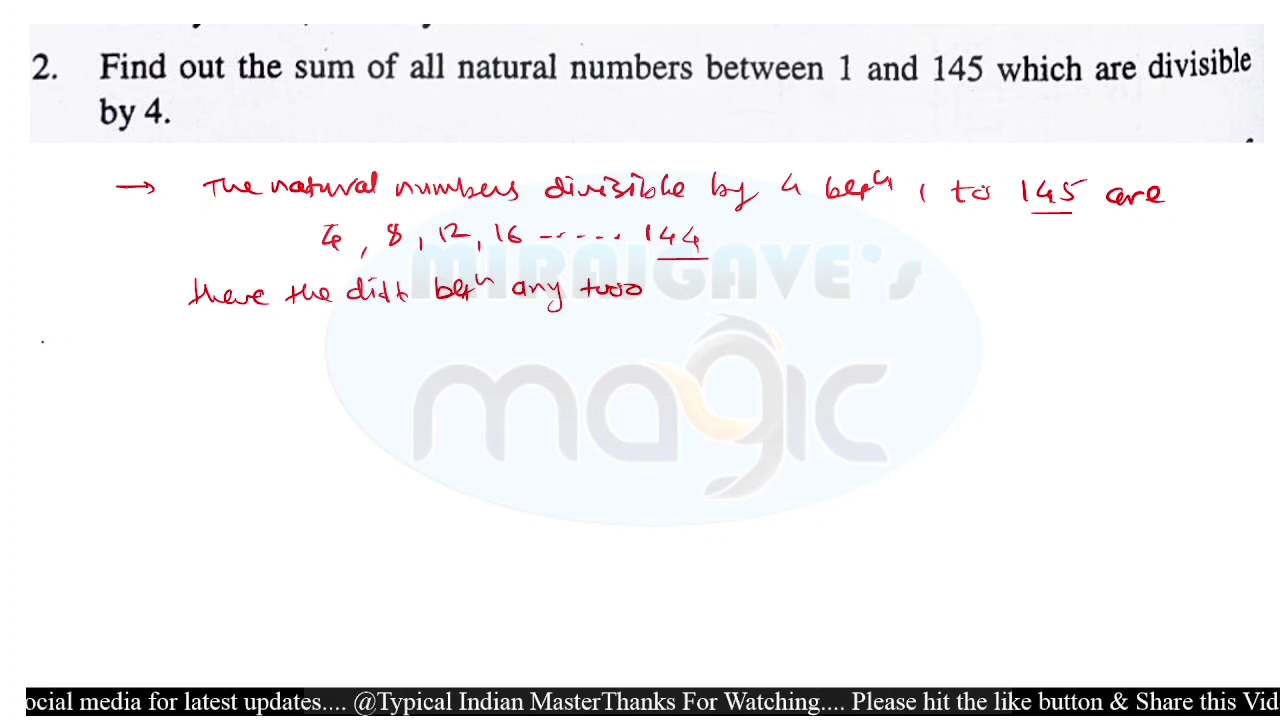 2. Find out the sum of all natural numbers between 1 and 145 which are divisible
by 4.
→ The natural numbers divisible by 4 betn 1 to 145 are
4, 8, 12, 16 ------ 144
there the diff betn any two
MIRAJGAVE's
magic
ocial media for latest updates.... @Typical Indian MasterThanks For Watching.... Please hit the like button & Share this Vid